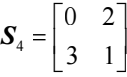 S₄ = [0 2
3 1]